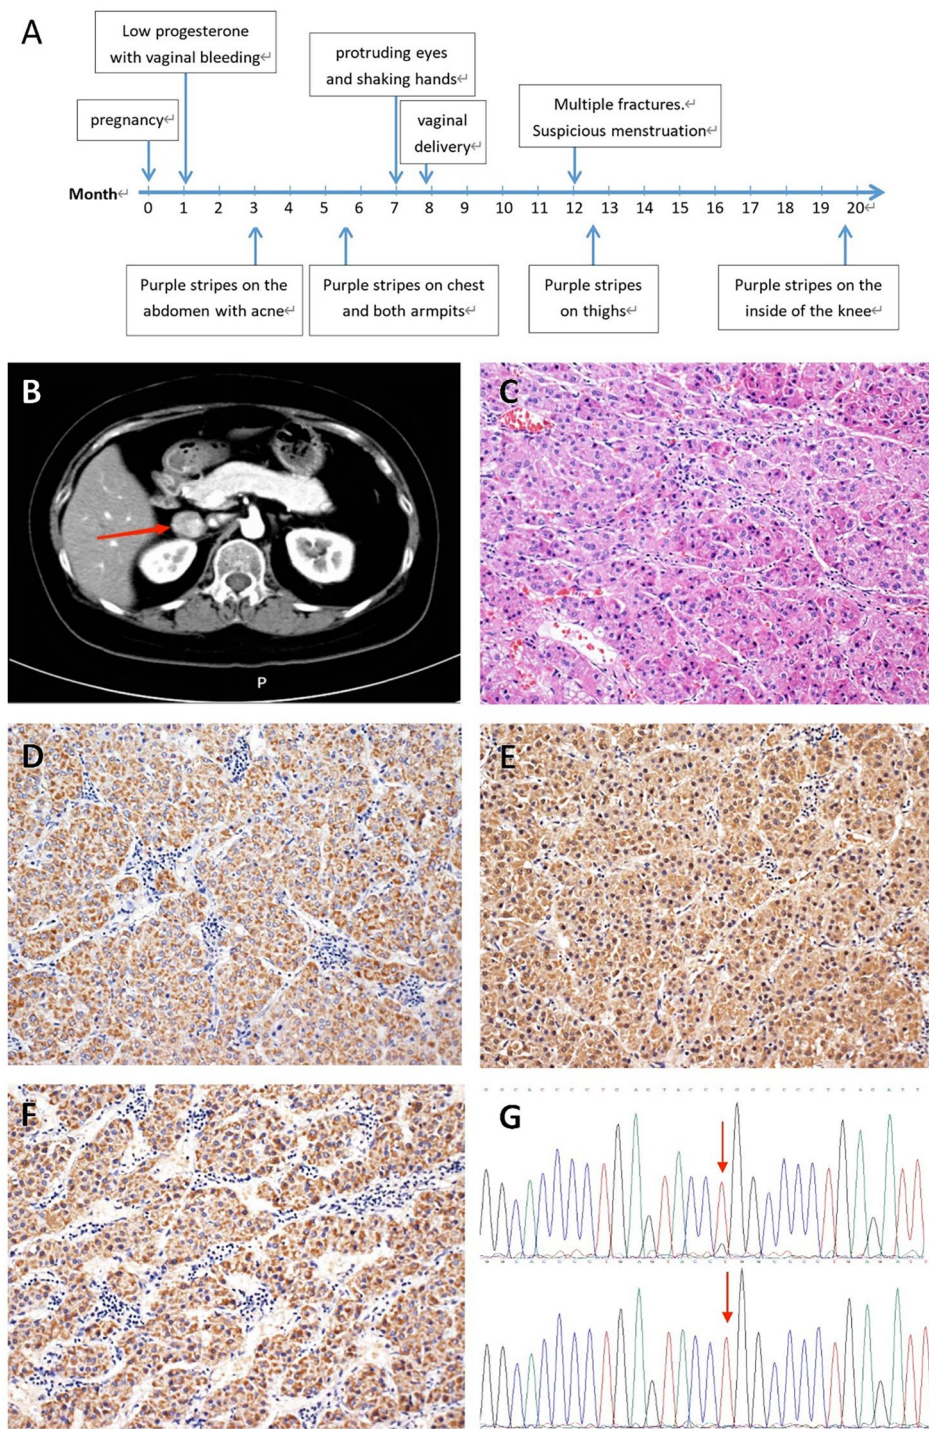 A
Low progesterone
with vaginal bleeding↵
protruding eyes
and shaking hands↵
pregnancy↵
vaginal
delivery↵
Multiple fractures.↵
Suspicious menstruation↵
Month↵
0 1 2 3 4 5 6 7 8 9 10 11 12 13 14 15 16 17 18 19 20↵
Purple stripes on the
abdomen with acne↵
Purple stripes on chest
and both armpits↵
Purple stripes
on thighs↵
Purple stripes on the
inside of the knee↵
B
P
C
D
E
F
G